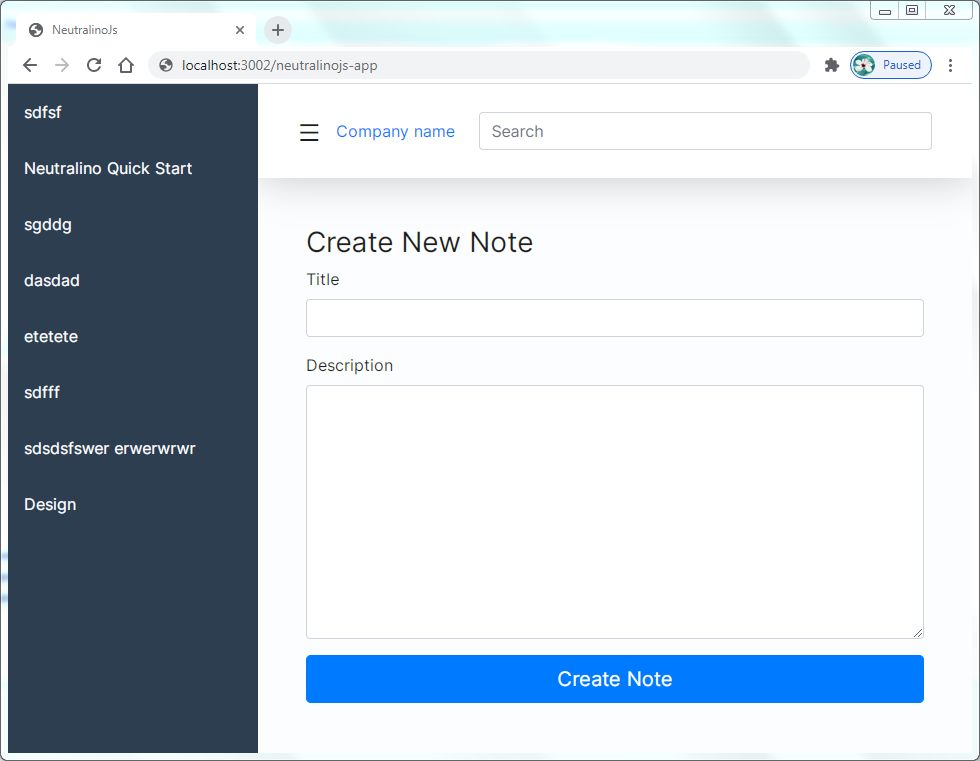 NeutralinoJs
localhost:3002/neutralinojs-app
Paused
sdfsf
Neutralino Quick Start
sgddg
dasdad
etetete
sdfff
sdsdsfswer erwerwrwr
Design
Company name
Search
Create New Note
Title
Description
Create Note